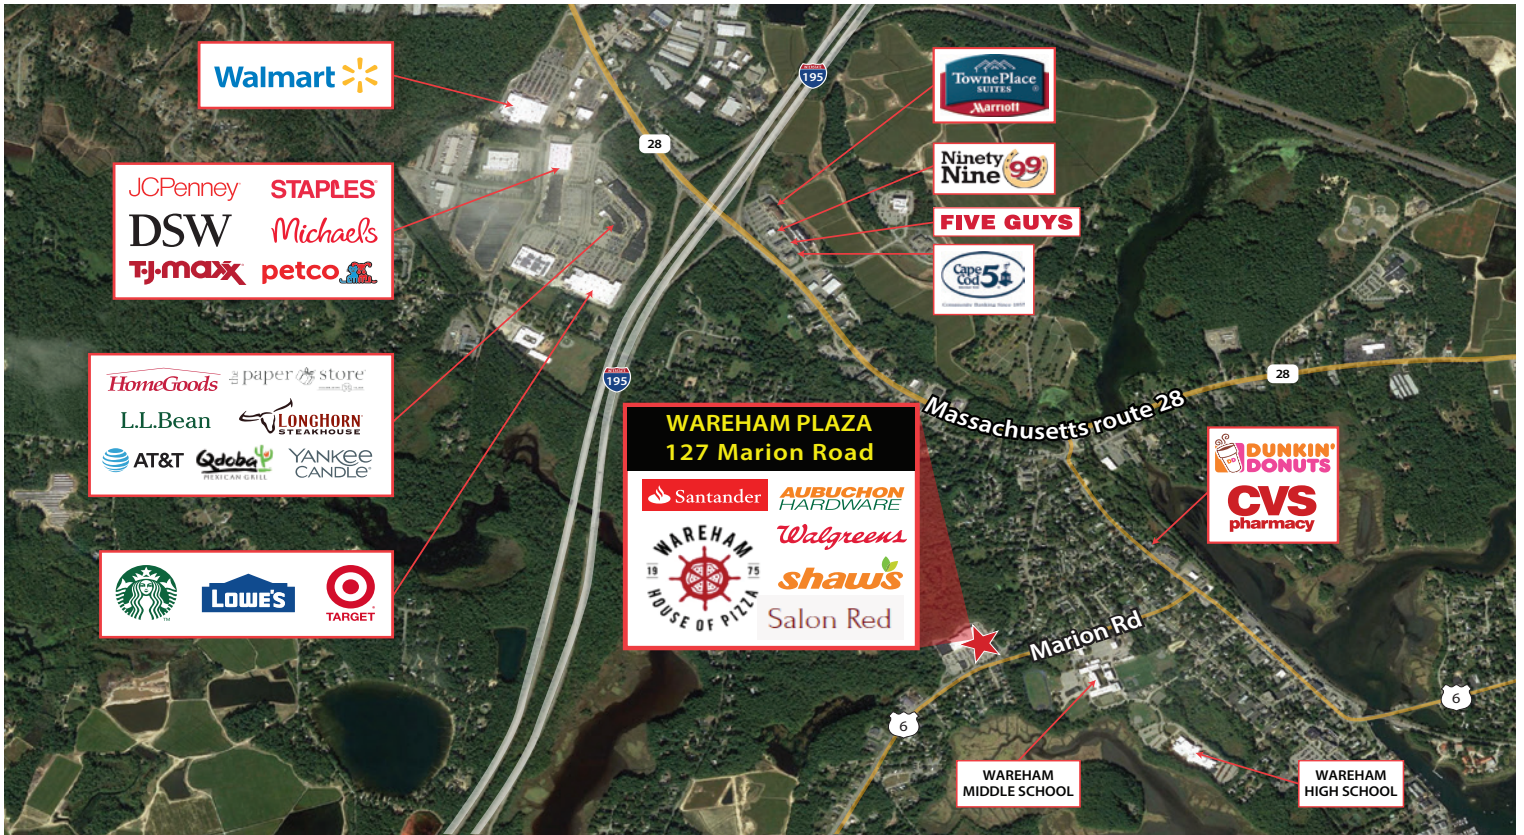 Walmart
INTERSTATE
195
28
TownePlace
SUITES
Marriott
Ninety
Nine
99
FIVE GUYS
Cape
Cod 5
JCPenney
STAPLES
DSW
Michaels
T·J·maxx
petco
HomeGoods
the paper store
L.L.Bean
LONGHORN
STEAKHOUSE
AT&T
Qdoba
MEXICAN GRILL
YANKEE
CANDLE
LOWE'S
TARGET
195
28
Massachusetts route 28
WAREHAM PLAZA
127 Marion Road
Santander
AUBUCHON
HARDWARE
Walgreens
WAREHAM
19 75
HOUSE OF PIZZA
shaw's
Salon Red
DUNKIN'
DONUTS
DD
CVS
pharmacy
Marion Rd
6
6
WAREHAM
MIDDLE SCHOOL
WAREHAM
HIGH SCHOOL